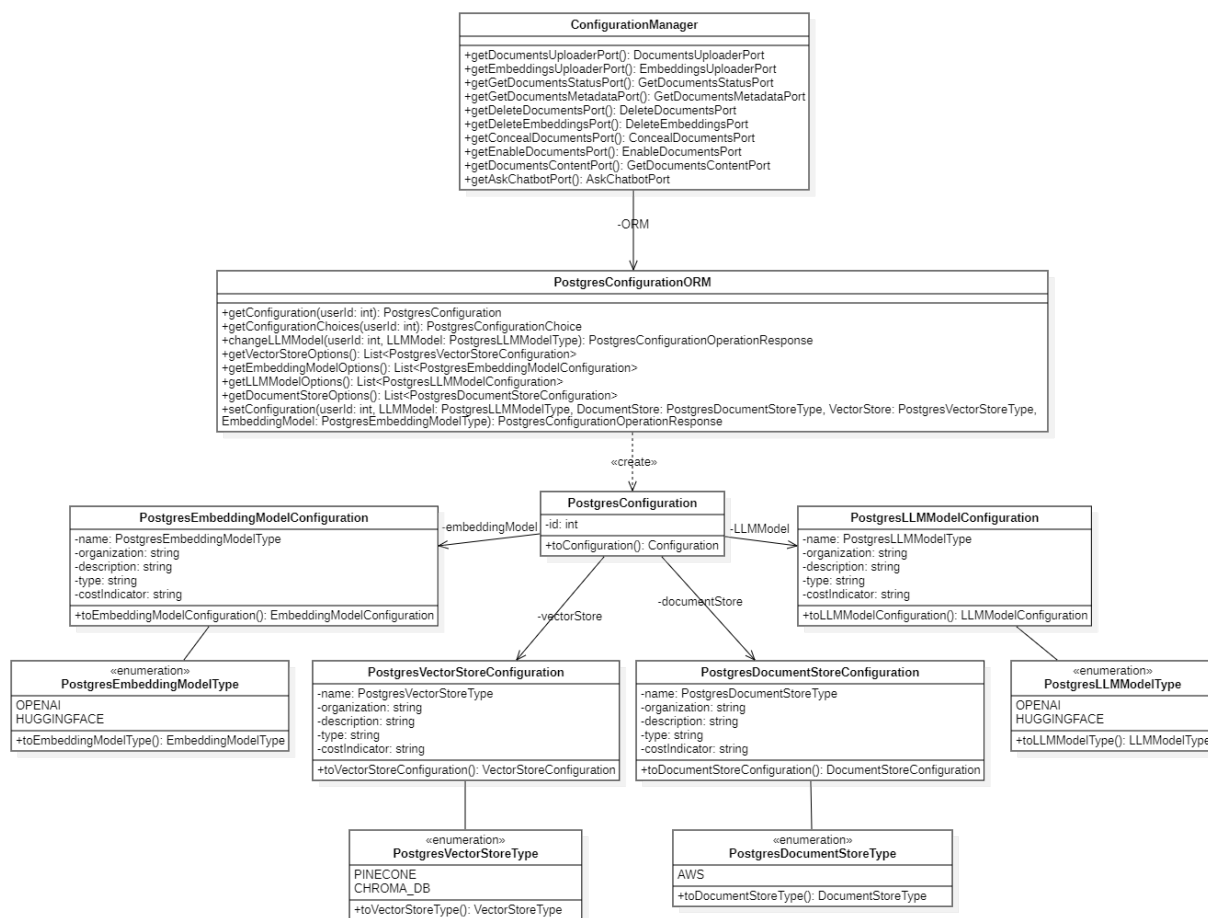 ConfigurationManager
+getDocumentsUploaderPort(): DocumentsUploaderPort
+getEmbeddingsUploaderPort(): EmbeddingsUploaderPort
+getGetDocumentsStatusPort(): GetDocumentsStatusPort
+getGetDocumentsMetadataPort(): GetDocumentsMetadataPort
+getDeleteDocumentsPort(): DeleteDocumentsPort
+getDeleteEmbeddingsPort(): DeleteEmbeddingsPort
+getConcealDocumentsPort(): ConcealDocumentsPort
+getEnableDocumentsPort(): EnableDocumentsPort
+getDocumentsContentPort(): GetDocumentsContentPort
+getAskChatbotPort(): AskChatbotPort
-ORM
PostgresConfigurationORM
+getConfiguration(userId: int): PostgresConfiguration
+getConfigurationChoices(userId: int): PostgresConfigurationChoice
+changeLLMModel(userId: int, LLMModel: PostgresLLMModelType): PostgresConfigurationOperationResponse
+getVectorStoreOptions(): List<PostgresVectorStoreConfiguration>
+getEmbeddingModelOptions(): List<PostgresEmbeddingModelConfiguration>
+getLLMModelOptions(): List<PostgresLLMModelConfiguration>
+getDocumentStoreOptions(): List<PostgresDocumentStoreConfiguration>
+setConfiguration(userId: int, LLMModel: PostgresLLMModelType, DocumentStore: PostgresDocumentStoreType, VectorStore: PostgresVectorStoreType,
EmbeddingModel: PostgresEmbeddingModelType): PostgresConfigurationOperationResponse
«create»
PostgresConfiguration
-id: int
+toConfiguration(): Configuration
-embeddingModel
-LLMModel
-vectorStore
-documentStore
PostgresEmbeddingModelConfiguration
-name: PostgresEmbeddingModelType
-organization: string
-description: string
-type: string
-costIndicator: string
+toEmbeddingModelConfiguration(): EmbeddingModelConfiguration
PostgresLLMModelConfiguration
-name: PostgresLLMModelType
-organization: string
-description: string
-type: string
-costIndicator: string
+toLLMModelConfiguration(): LLMModelConfiguration
«enumeration»
PostgresEmbeddingModelType
OPENAI
HUGGINGFACE
+toEmbeddingModelType(): EmbeddingModelType
PostgresVectorStoreConfiguration
-name: PostgresVectorStoreType
-organization: string
-description: string
-type: string
-costIndicator: string
+toVectorStoreConfiguration(): VectorStoreConfiguration
PostgresDocumentStoreConfiguration
-name: PostgresDocumentStoreType
-organization: string
-description: string
-type: string
-costIndicator: string
+toDocumentStoreConfiguration(): DocumentStoreConfiguration
«enumeration»
PostgresLLMModelType
OPENAI
HUGGINGFACE
+toLLMModelType(): LLMModelType
«enumeration»
PostgresVectorStoreType
PINECONE
CHROMA_DB
+toVectorStoreType(): VectorStoreType
«enumeration»
PostgresDocumentStoreType
AWS
+toDocumentStoreType(): DocumentStoreType